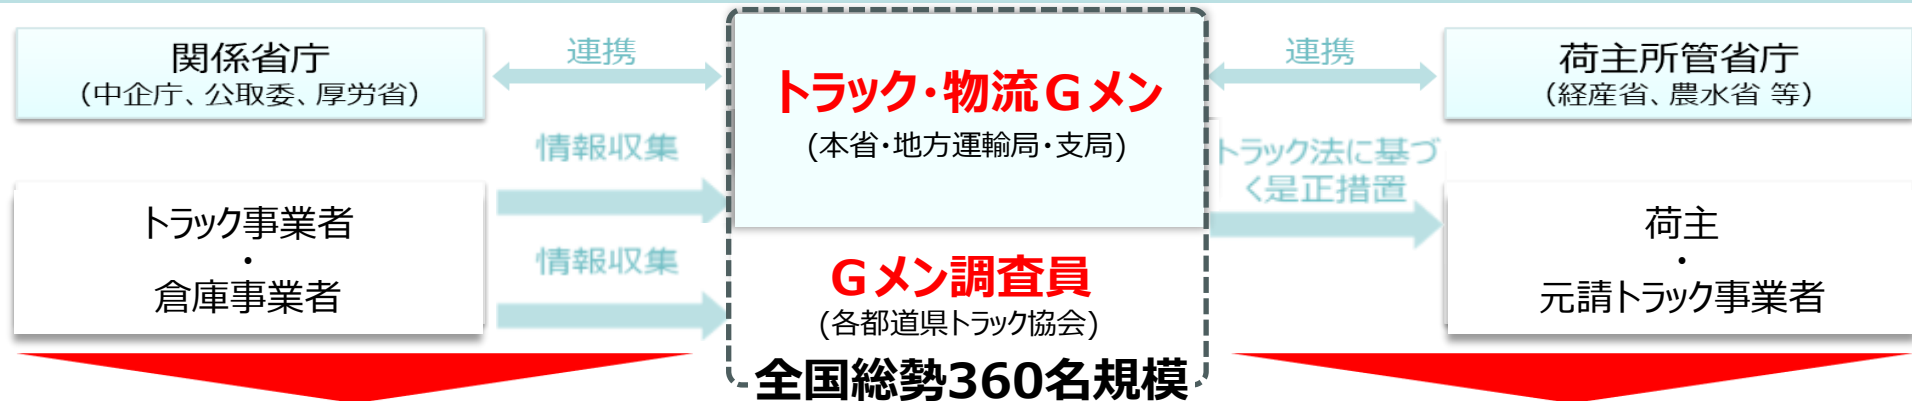 関係省庁
(中企庁、公取委、厚労省)
連携
トラック・物流Gメン
(本省・地方運輸局・支局)
連携
荷主所管省庁
(経産省、農水省 等)
情報収集
トラック法に基づ
く是正措置
トラック事業者
・
倉庫事業者
情報収集
Gメン調査員
(各都道県トラック協会)
全国総勢360名規模
荷主
・
元請トラック事業者